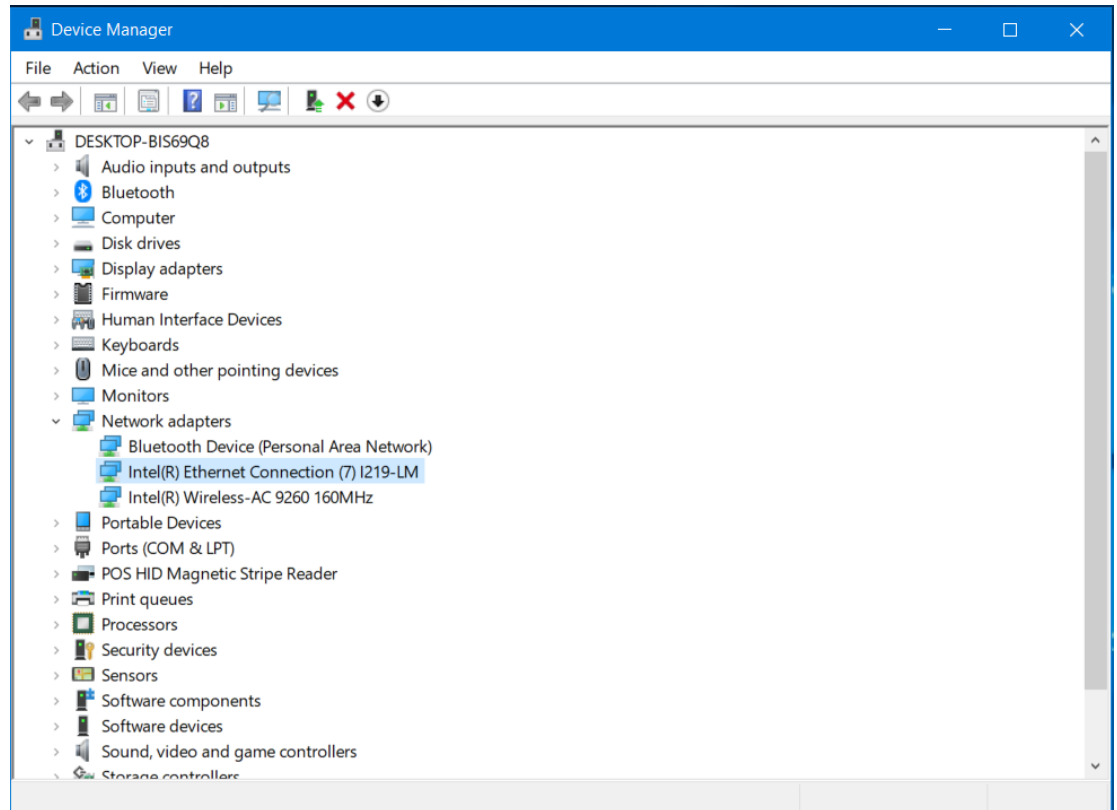 Device Manager
File Action View Help
DESKTOP-BIS69Q8
Audio inputs and outputs
Bluetooth
Computer
Disk drives
Display adapters
Firmware
Human Interface Devices
Keyboards
Mice and other pointing devices
Monitors
Network adapters
Bluetooth Device (Personal Area Network)
Intel(R) Ethernet Connection (7) I219-LM
Intel(R) Wireless-AC 9260 160MHz
Portable Devices
Ports (COM & LPT)
POS HID Magnetic Stripe Reader
Print queues
Processors
Security devices
Sensors
Software components
Software devices
Sound, video and game controllers
Storage controllers